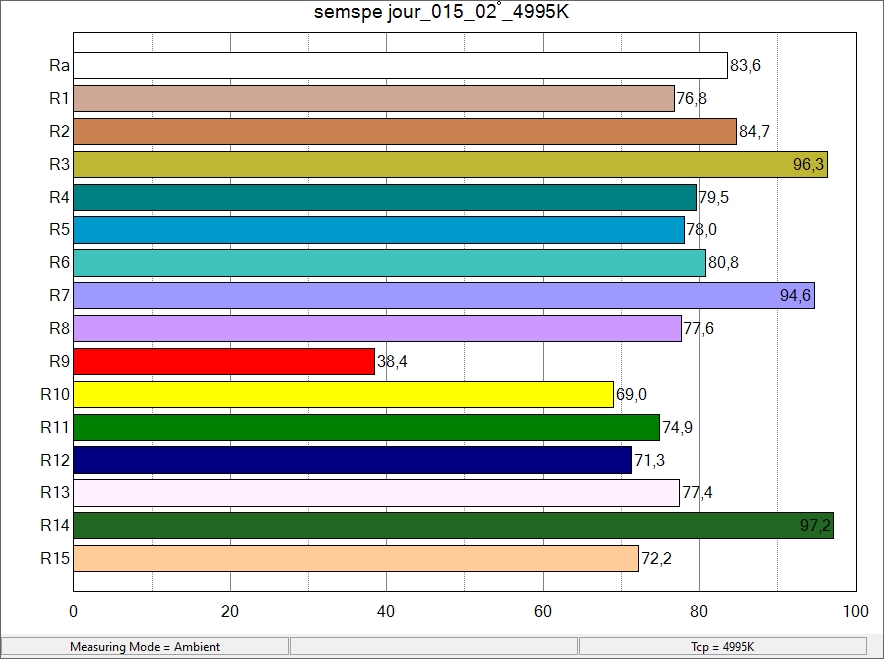 semspe jour_015_02°_4995K
Ra 83,6
R1 76,8
R2 84,7
R3 96,3
R4 79,5
R5 78,0
R6 80,8
R7 94,6
R8 77,6
R9 38,4
R10 69,0
R11 74,9
R12 71,3
R13 77,4
R14 97,2
R15 72,2
0 20 40 60 80 100
Measuring Mode = Ambient Tcp = 4995K